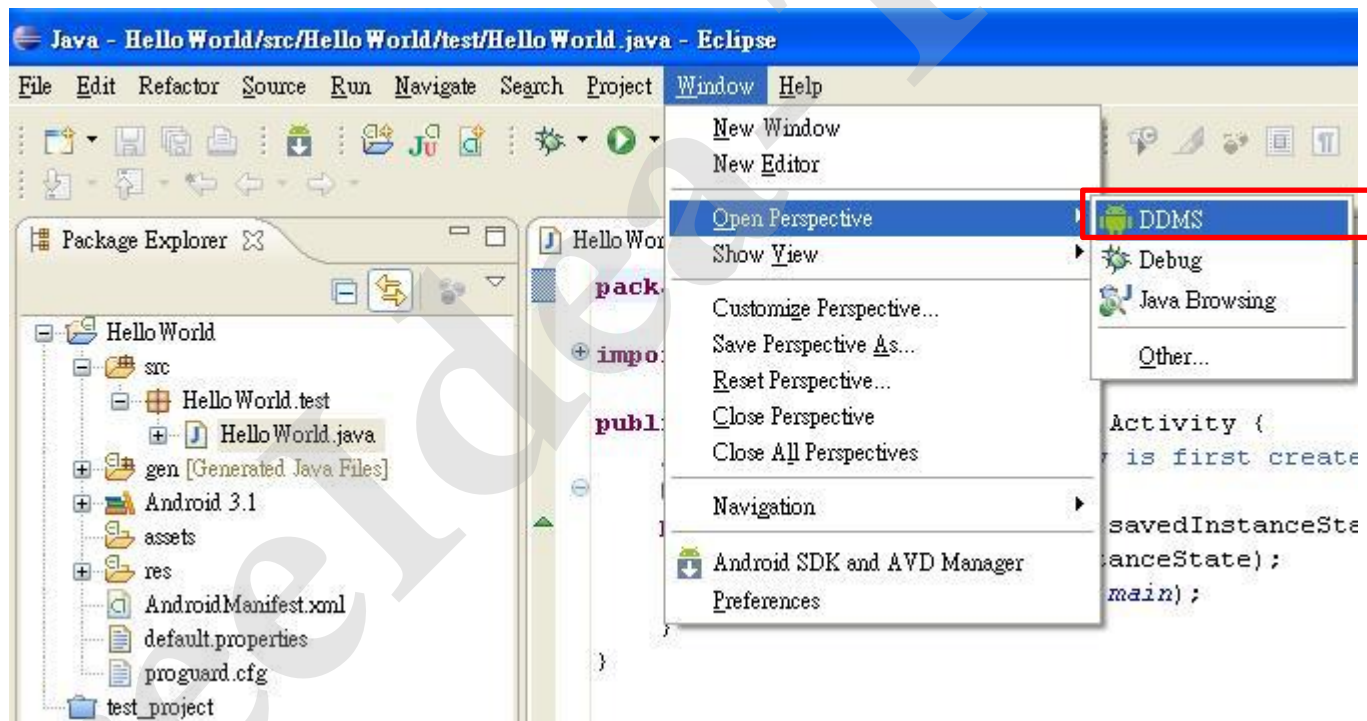 Java - HelloWorld/src/HelloWorld/test/HelloWorld.java - Eclipse
File Edit Refactor Source Run Navigate Search Project Window Help
New Window
New Editor
Open Perspective
DDMS
Package Explorer
HelloWor
Show View
Debug
pack
Customize Perspective...
Java Browsing
HelloWorld
impo
Save Perspective As...
Other...
src
Reset Perspective...
HelloWorld.test
publ
Close Perspective
Activity {
HelloWorld.java
Close All Perspectives
is first create
gen [Generated Java Files]
Android 3.1
Navigation
savedInstanceSta
assets
res
Android SDK and AVD Manager
anceState);
AndroidManifest.xml
Preferences
main);
default.properties
}
proguard.cfg
}
test_project